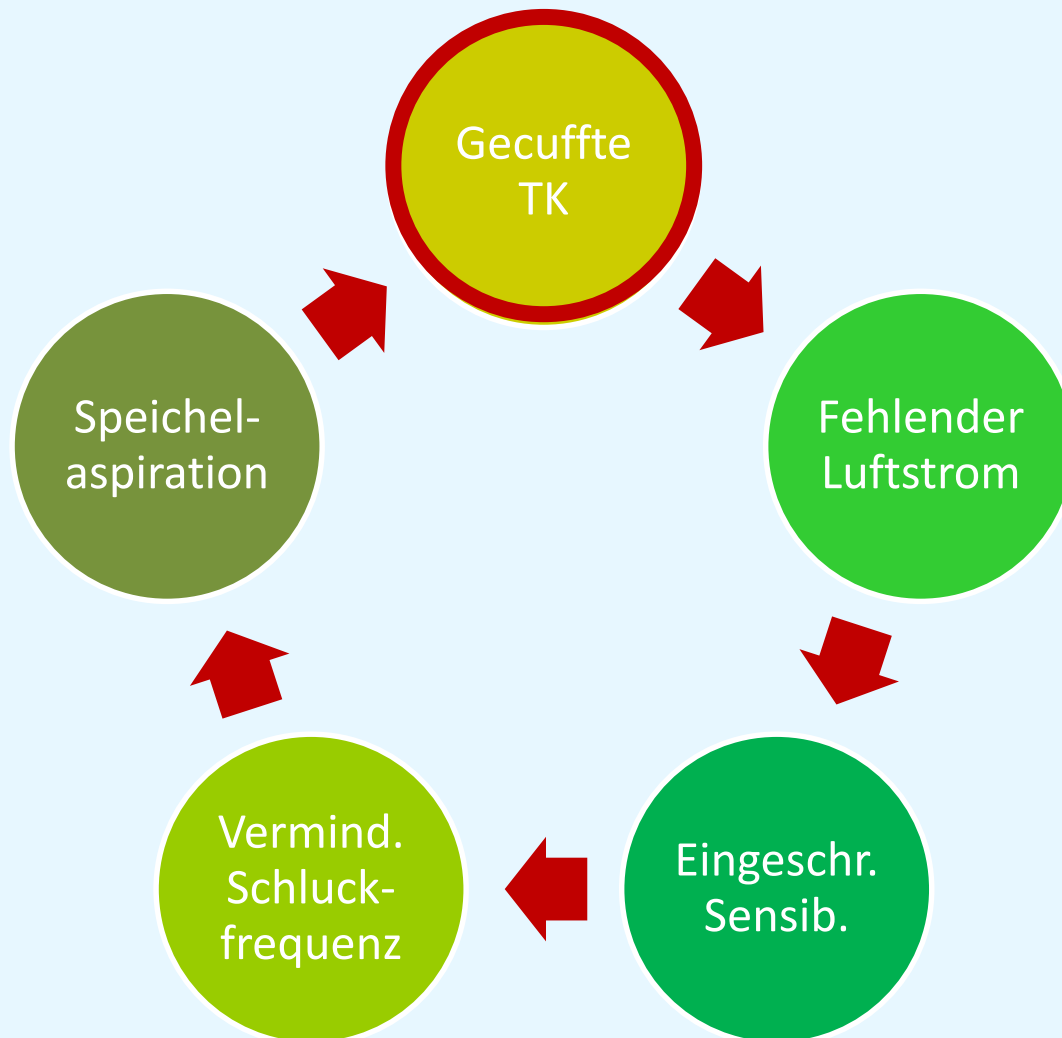 Gecuffte
TK
Fehlender
Luftstrom
Eingeschr.
Sensib.
Vermind.
Schluck-
frequenz
Speichel-
aspiration